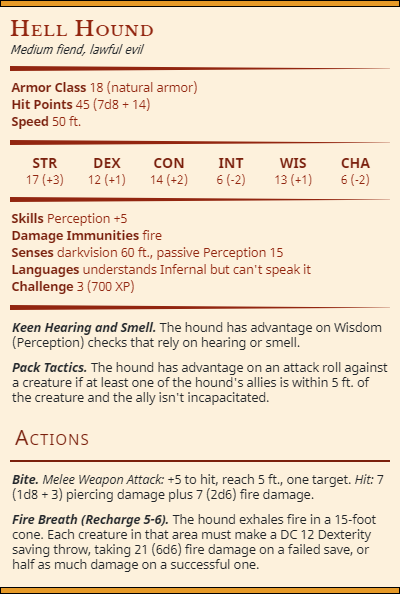 Hell Hound
Medium fiend, lawful evil
Armor Class 18 (natural armor)
Hit Points 45 (7d8 + 14)
Speed 50 ft.
STR DEX CON INT WIS CHA
17 (+3) 12 (+1) 14 (+2) 6 (-2) 13 (+1) 6 (-2)
Skills Perception +5
Damage Immunities fire
Senses darkvision 60 ft., passive Perception 15
Languages understands Infernal but can't speak it
Challenge 3 (700 XP)
Keen Hearing and Smell. The hound has advantage on Wisdom
(Perception) checks that rely on hearing or smell.
Pack Tactics. The hound has advantage on an attack roll against
a creature if at least one of the hound's allies is within 5 ft. of
the creature and the ally isn't incapacitated.
Actions
Bite. Melee Weapon Attack: +5 to hit, reach 5 ft., one target. Hit: 7
(1d8 + 3) piercing damage plus 7 (2d6) fire damage.
Fire Breath (Recharge 5-6). The hound exhales fire in a 15-foot
cone. Each creature in that area must make a DC 12 Dexterity
saving throw, taking 21 (6d6) fire damage on a failed save, or
half as much damage on a successful one.